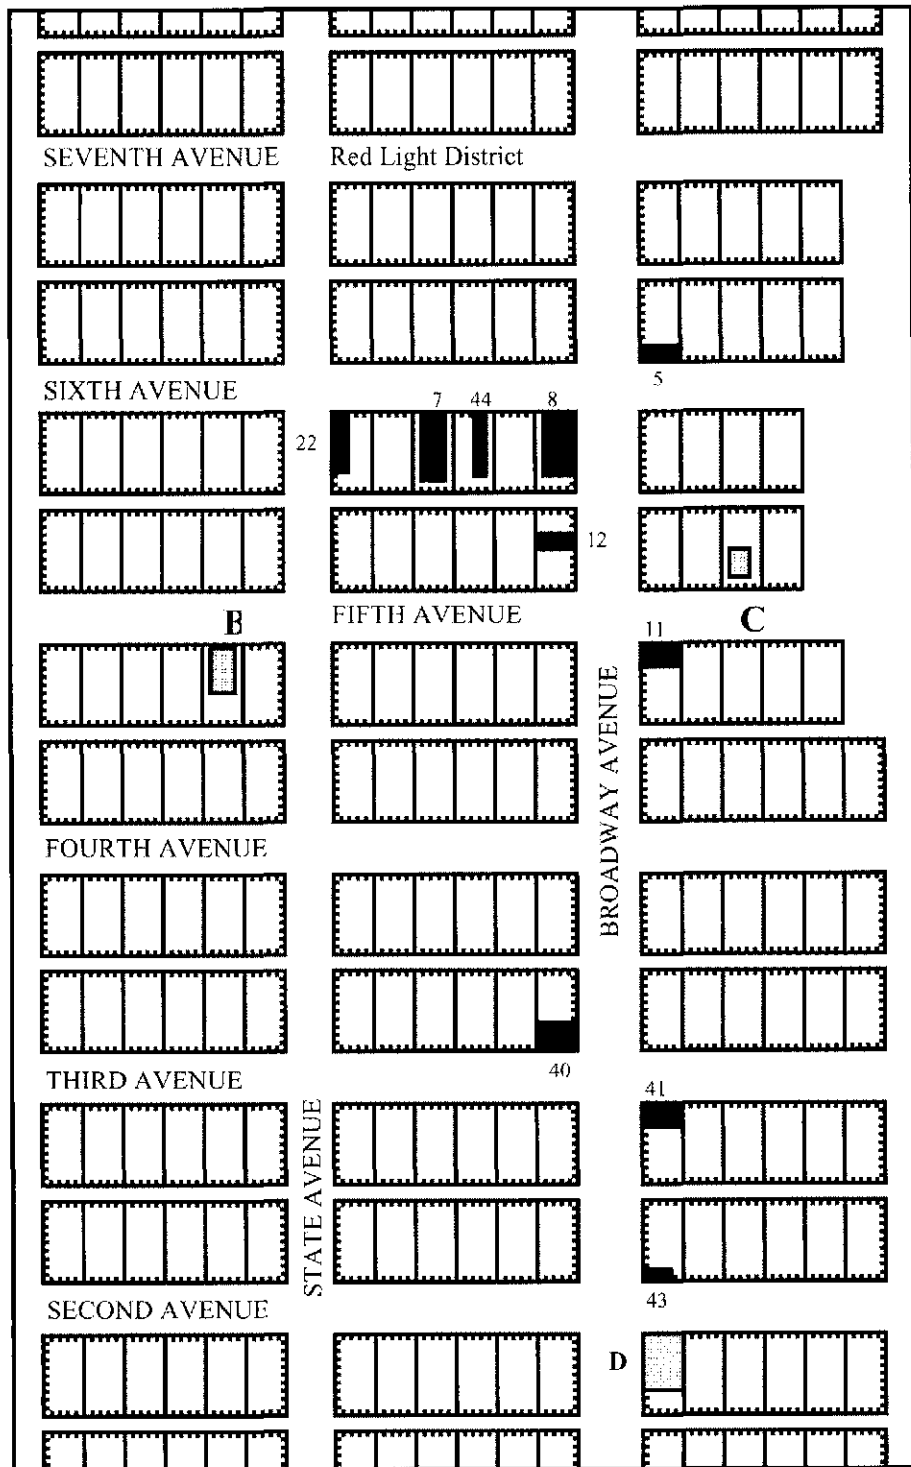 SEVENTH AVENUE
Red Light District
5
SIXTH AVENUE
7
44
8
22
12
B
FIFTH AVENUE
11
C
BROADWAY AVENUE
FOURTH AVENUE
40
THIRD AVENUE
41
STATE AVENUE
43
SECOND AVENUE
D